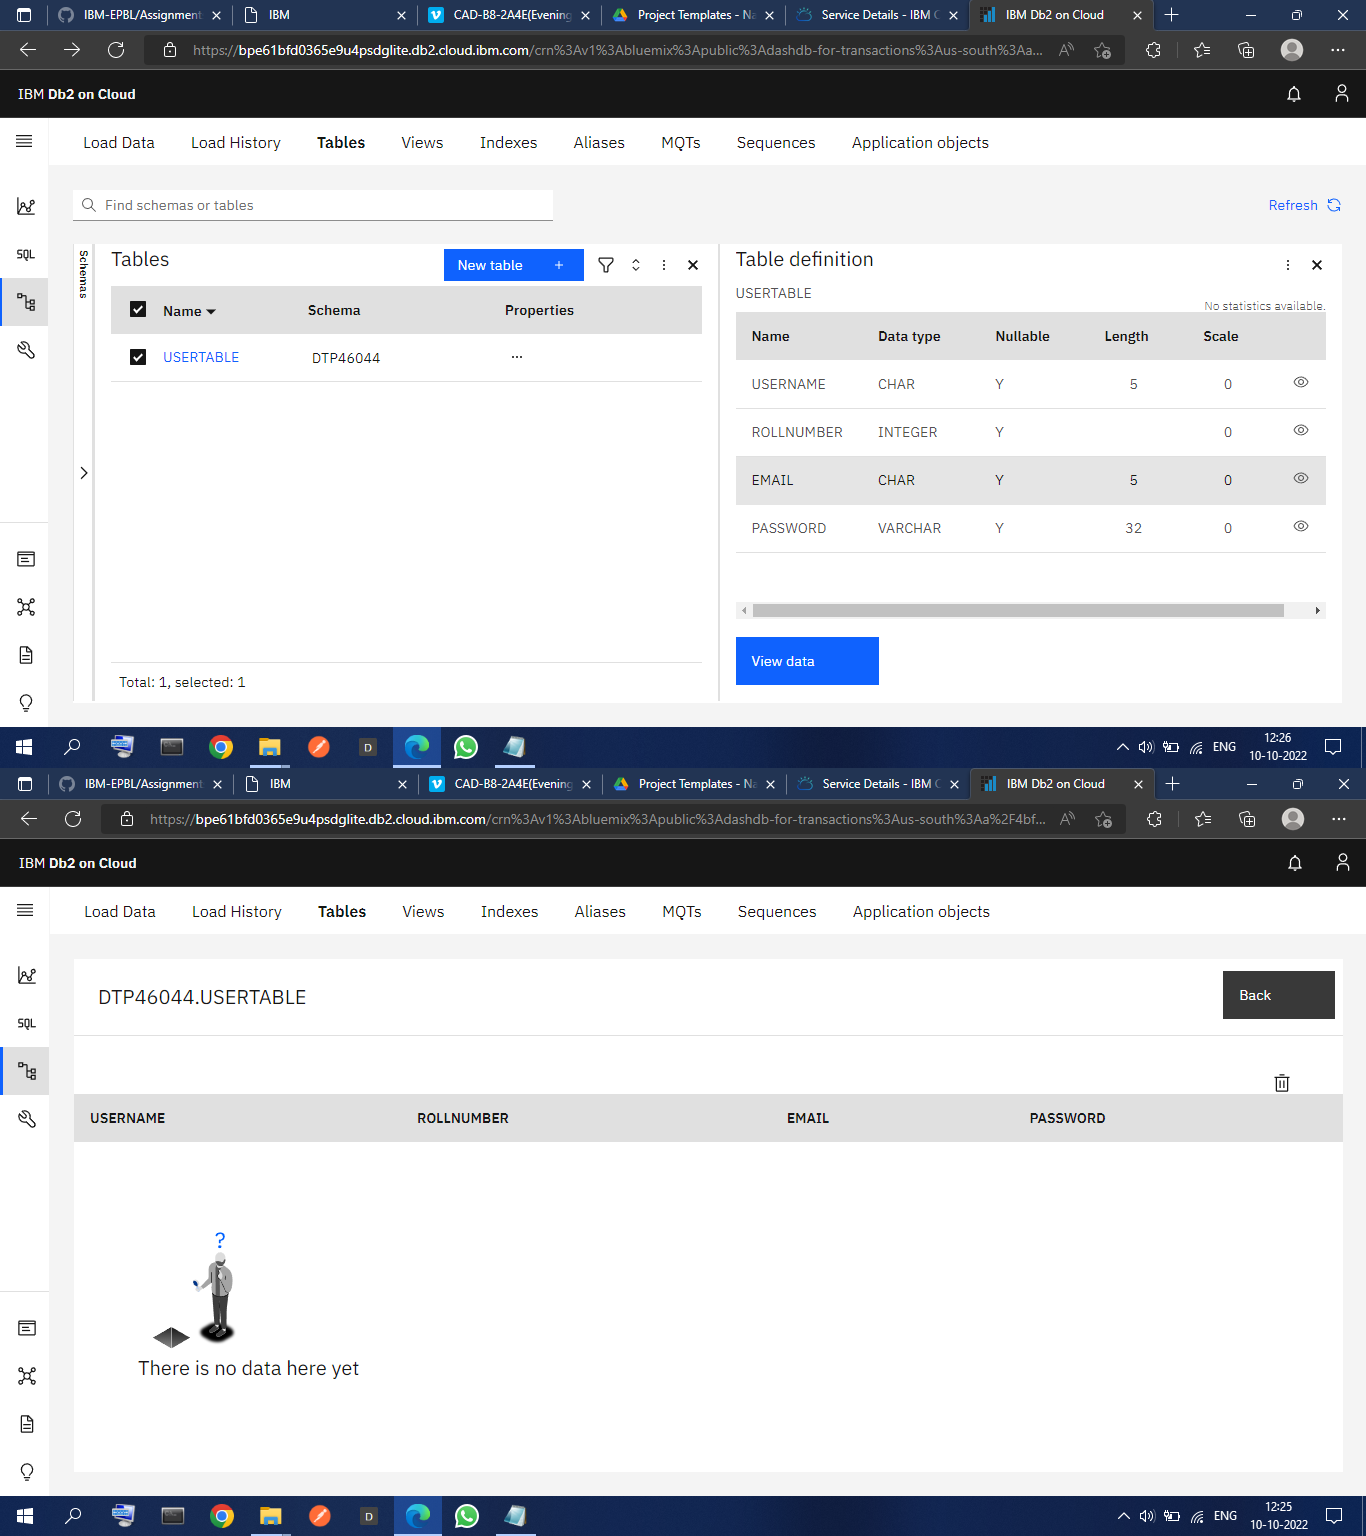 IBM-EPBL/Assignment
IBM
CAD-B8-2A4E(Evening
Project Templates - Na
Service Details - IBM C
IBM Db2 on Cloud
https://bpe61bfd0365e9u4psdglite.db2.cloud.ibm.com/crn%3Av1%3Abluemix%3Apublic%3Adashdb-for-transactions%3Aus-south%3Aa...
IBM Db2 on Cloud
Load Data
Load History
Tables
Views
Indexes
Aliases
MQTs
Sequences
Application objects
SQL
Find schemas or tables
Refresh
Schemas
Tables
New table +
Name
Schema
Properties
USERTABLE
DTP46044
...
Total: 1, selected: 1
Table definition
USERTABLE
No statistics available.
Name Data type Nullable Length Scale
USERNAME CHAR Y 5 0
ROLLNUMBER INTEGER Y 0
EMAIL CHAR Y 5 0
PASSWORD VARCHAR Y 32 0
View data
D
ENG
12:26
10-10-2022
IBM-EPBL/Assignment
IBM
CAD-B8-2A4E(Evening
Project Templates - Na
Service Details - IBM C
IBM Db2 on Cloud
https://bpe61bfd0365e9u4psdglite.db2.cloud.ibm.com/crn%3Av1%3Abluemix%3Apublic%3Adashdb-for-transactions%3Aus-south%3Aa%2F4bf...
IBM Db2 on Cloud
Load Data
Load History
Tables
Views
Indexes
Aliases
MQTs
Sequences
Application objects
SQL
DTP46044.USERTABLE
Back
USERNAME ROLLNUMBER EMAIL PASSWORD
?
There is no data here yet
D
ENG
12:25
10-10-2022